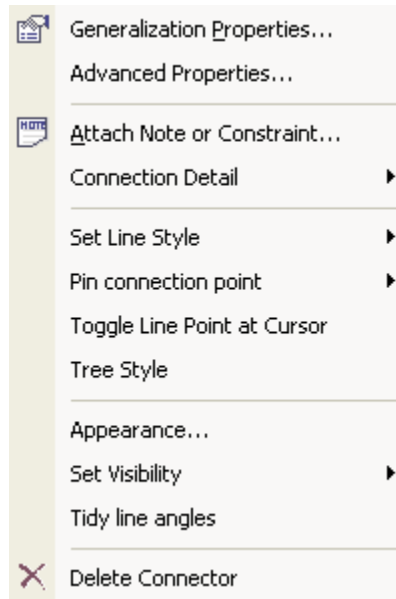 Generalization Properties...
Advanced Properties...
NOTE
Attach Note or Constraint...
Connection Detail
Set Line Style
Pin connection point
Toggle Line Point at Cursor
Tree Style
Appearance...
Set Visibility
Tidy line angles
Delete Connector